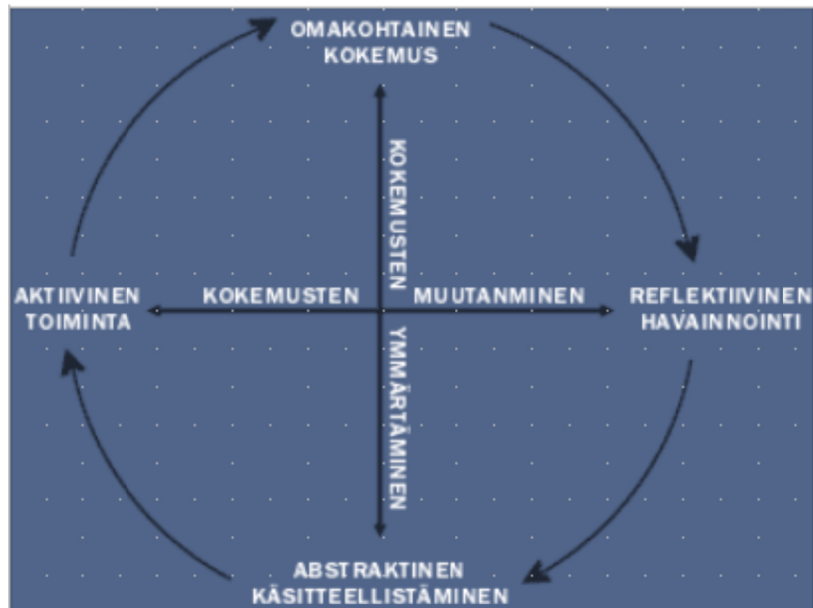 OMAKOHTAINEN
KOKEMUS
KOKEMUSTEN
YMMÄRTÄMINEN
AKTIIVINEN
TOIMINTA
KOKEMUSTEN MUUTANMINEN
REFLEKTIIVINEN
HAVAINNOINTI
ABSTRAKTINEN
KÄSITTEELLISTÄMINEN